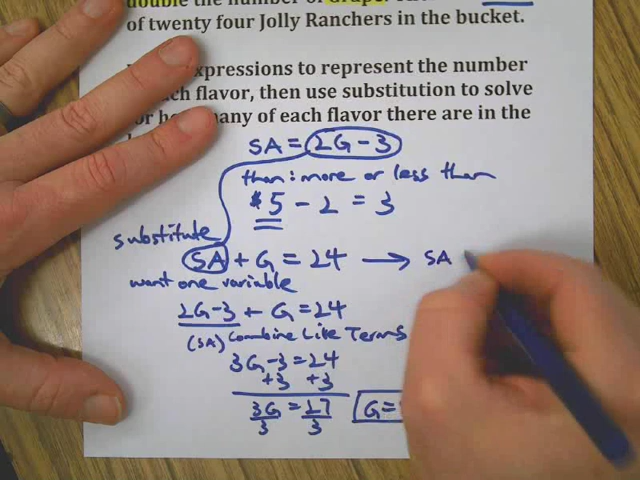 double the number of Grape.
of twenty four Jolly Ranchers in the bucket.
expressions to represent the number
flavor, then use substitution to solve
many of each flavor there are in the
SA = 2G - 3
than: more or less than
$5 - 2 = 3
substitute
SA + G = 24 → SA
want one variable
2G - 3 + G = 24
(SA) Combine Like Terms
3G - 3 = 24
+3 +3
3G = 27 G =
3 3